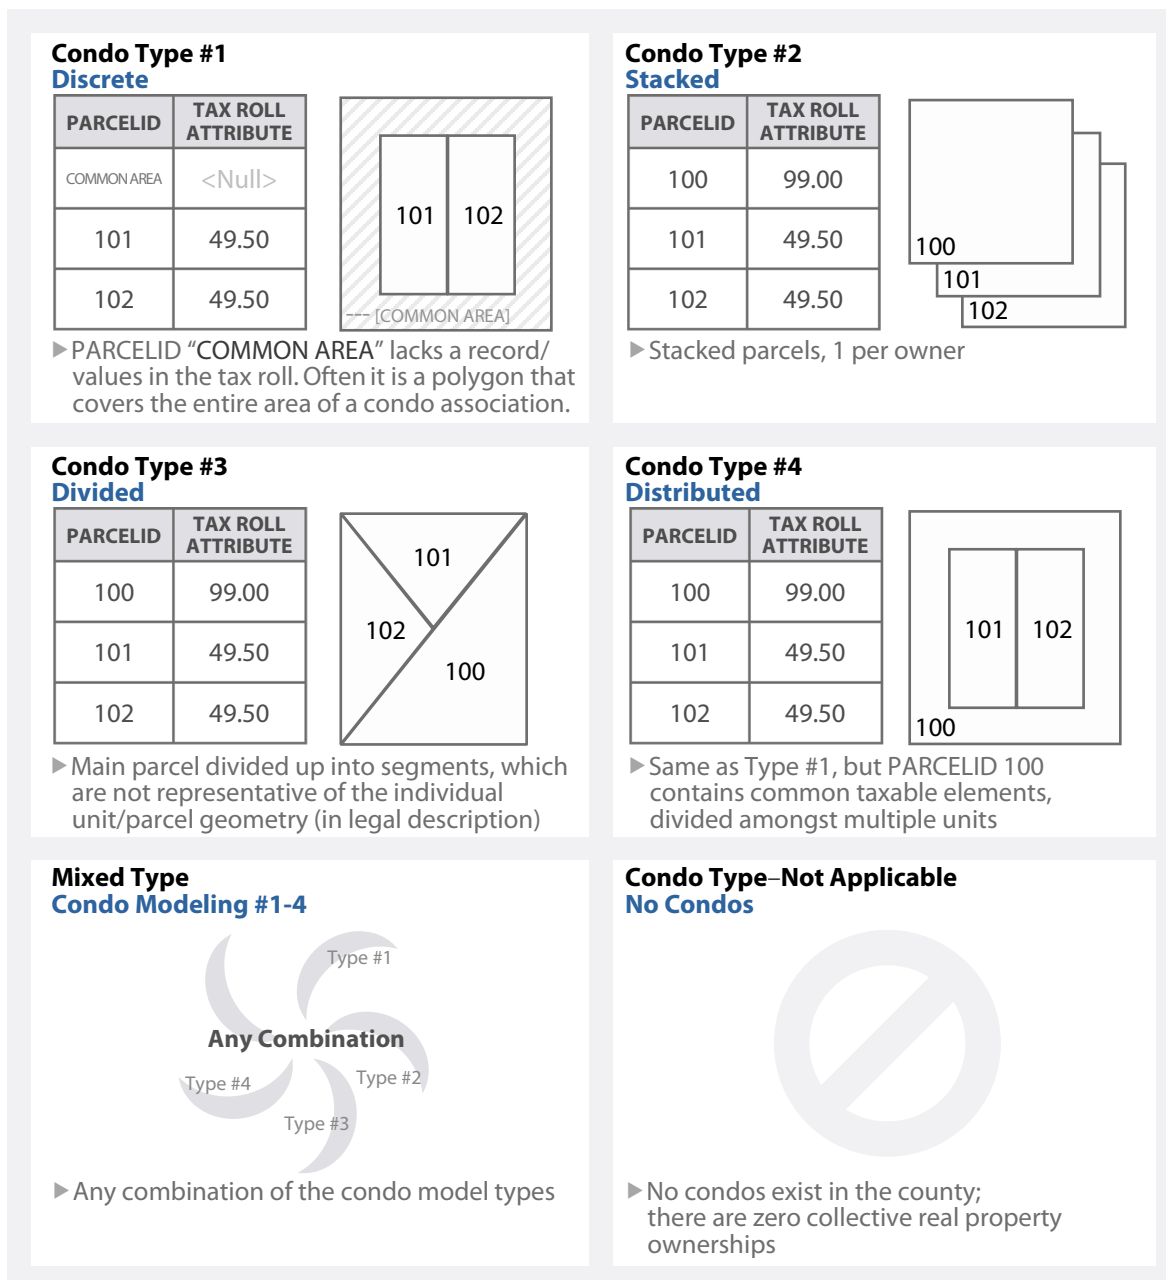 Condo Type #1
Discrete
PARCELID TAX ROLL ATTRIBUTE
COMMON AREA <Null>
101 49.50
102 49.50
101 102
--- [COMMON AREA]
PARCELID “COMMON AREA” lacks a record/
values in the tax roll. Often it is a polygon that
covers the entire area of a condo association.
Condo Type #2
Stacked
PARCELID TAX ROLL ATTRIBUTE
100 99.00
101 49.50
102 49.50
100
101
102
Stacked parcels, 1 per owner
Condo Type #3
Divided
PARCELID TAX ROLL ATTRIBUTE
100 99.00
101 49.50
102 49.50
101
102
100
Main parcel divided up into segments, which
are not representative of the individual
unit/parcel geometry (in legal description)
Condo Type #4
Distributed
PARCELID TAX ROLL ATTRIBUTE
100 99.00
101 49.50
102 49.50
101 102
100
Same as Type #1, but PARCELID 100
contains common taxable elements,
divided amongst multiple units
Mixed Type
Condo Modeling #1-4
Type #1
Any Combination
Type #4 Type #2
Type #3
Any combination of the condo model types
Condo Type–Not Applicable
No Condos
No condos exist in the county;
there are zero collective real property
ownerships